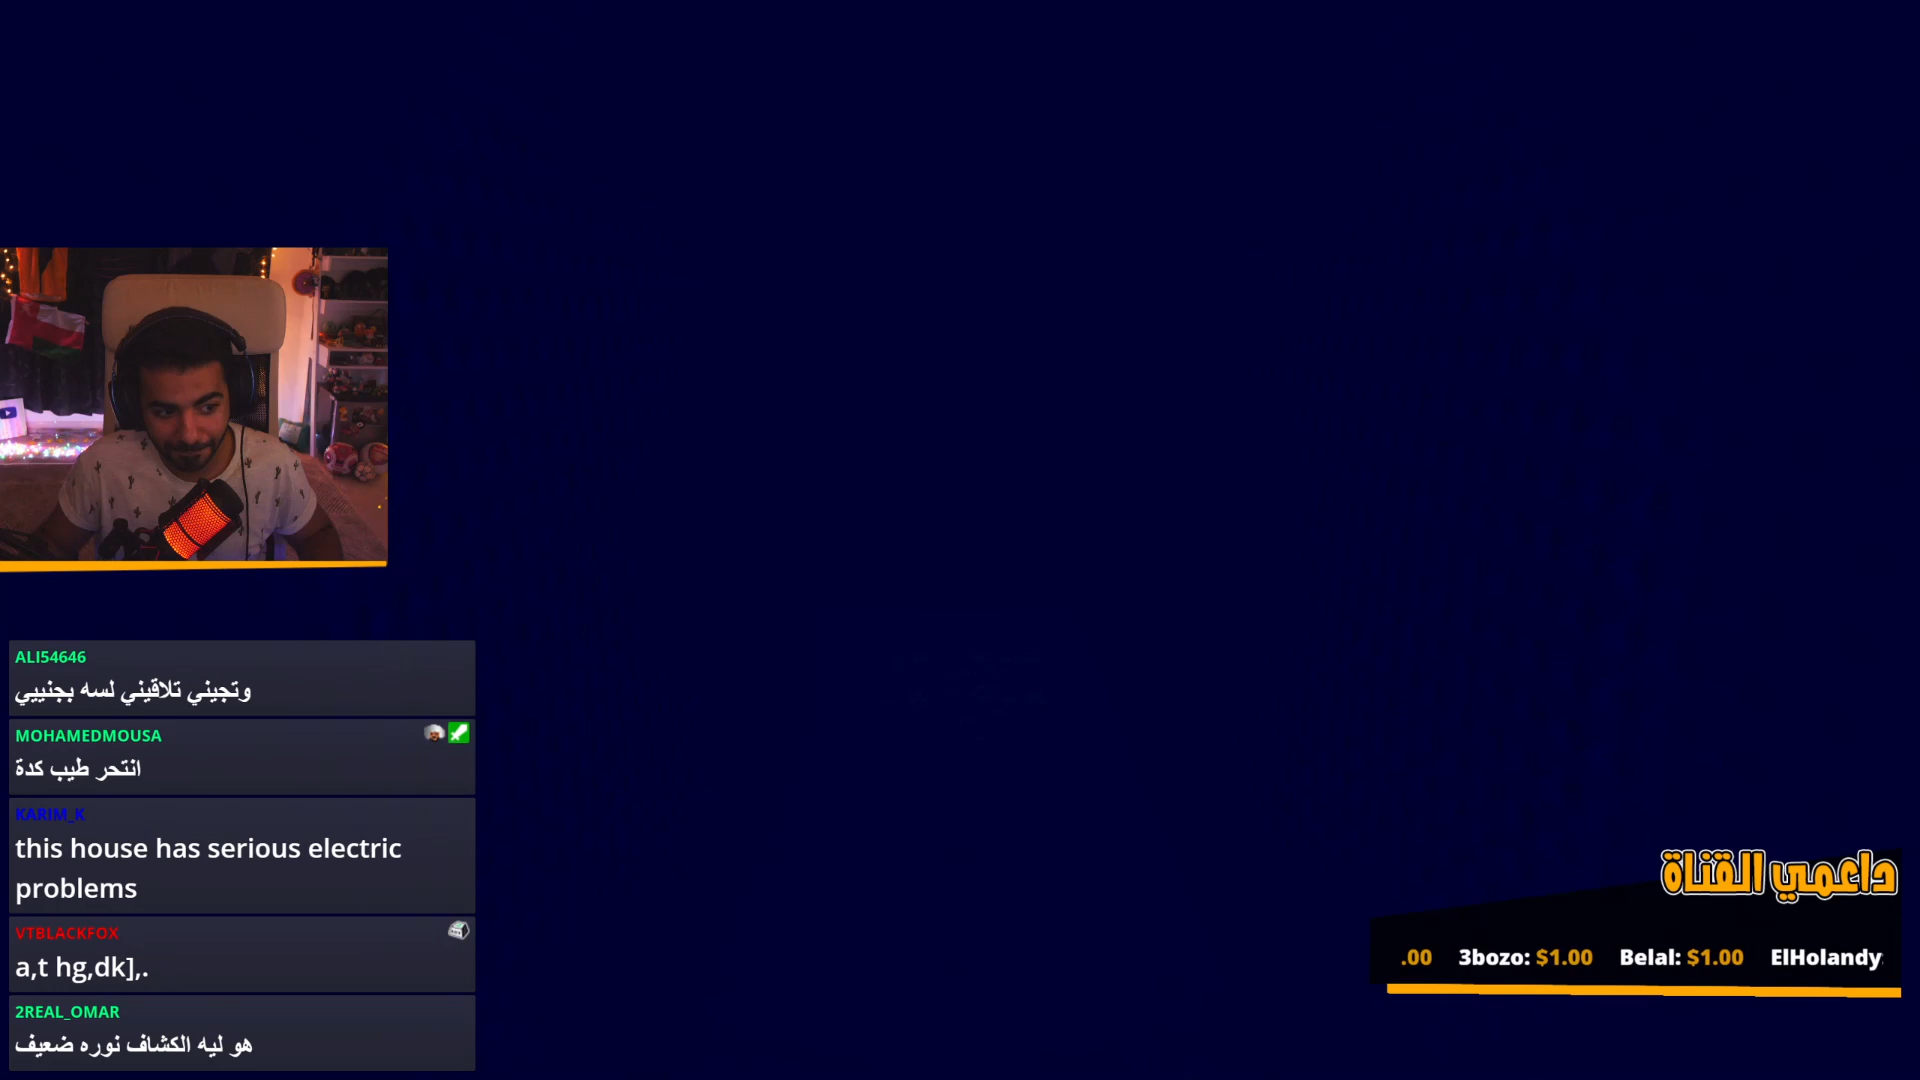 ALI54646
وتجيني تلاقيني لسه بجنييي
MOHAMEDMOUSA
انتحر طيب كدة
KARIM_K
this house has serious electric
problems
VTBLACKFOX
a,t hg,dk],.
2REAL_OMAR
هو ليه الكشاف نوره ضعيف
داعمي القناة
.00 3bozo: $1.00 Belal: $1.00 ElHolandy